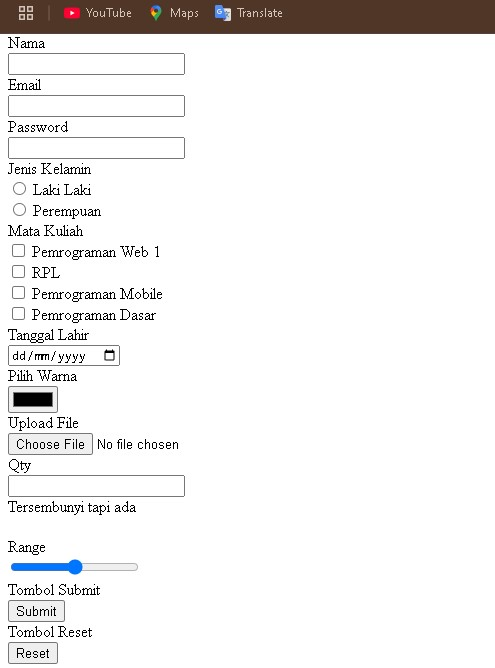 YouTube Maps Translate
Nama
Email
Password
Jenis Kelamin
Laki Laki
Perempuan
Mata Kuliah
Pemrograman Web 1
RPL
Pemrograman Mobile
Pemrograman Dasar
Tanggal Lahir
dd/mm/yyyy
Pilih Warna
Upload File
Choose File No file chosen
Qty
Tersembunyi tapi ada
Range
Tombol Submit
Submit
Tombol Reset
Reset